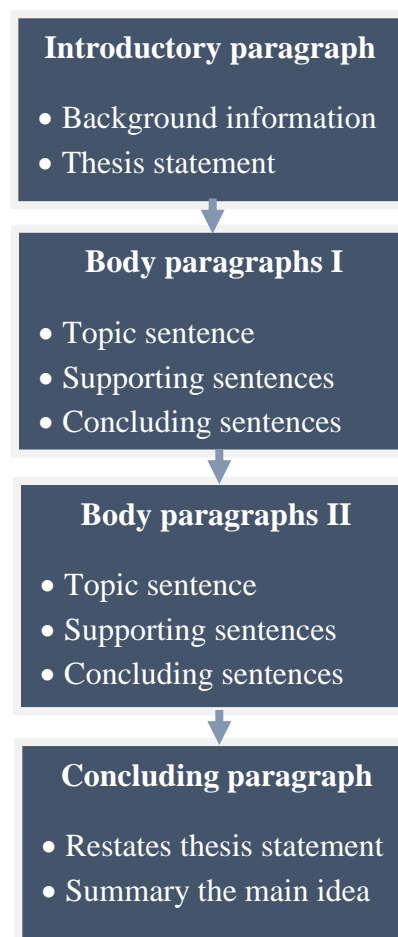 Introductory paragraph
• Background information
• Thesis statement
Body paragraphs I
• Topic sentence
• Supporting sentences
• Concluding sentences
Body paragraphs II
• Topic sentence
• Supporting sentences
• Concluding sentences
Concluding paragraph
• Restates thesis statement
• Summary the main idea